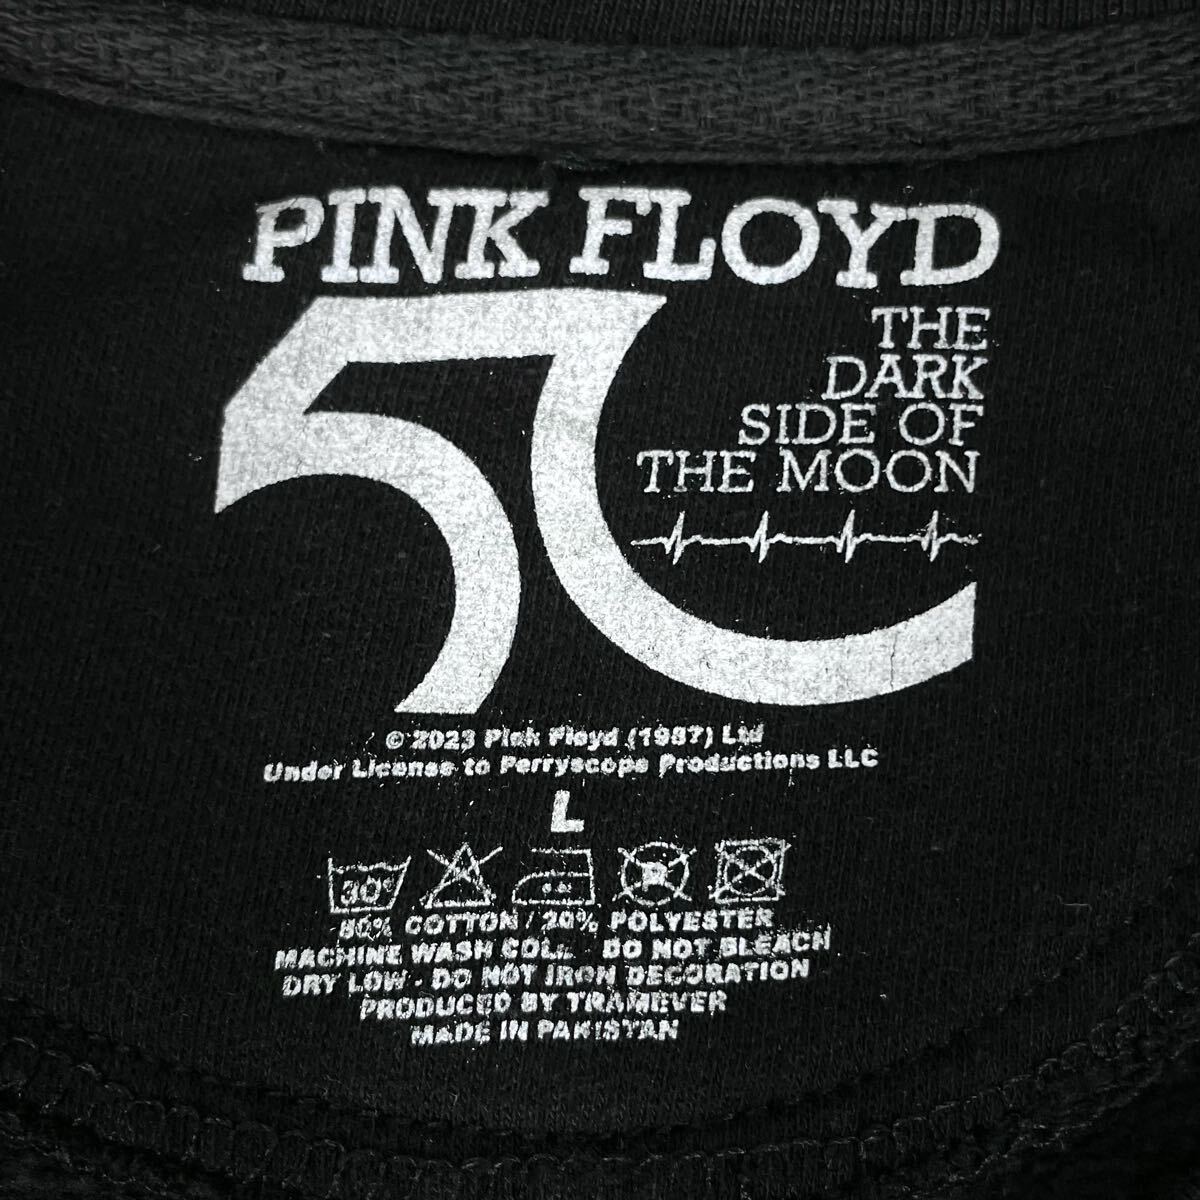 PINK FLOYD
50
THE
DARK
SIDE OF
THE MOON
© 2023 Pink Floyd (1987) Ltd
Under License to Perryscope Productions LLC
L
30°
80% COTTON / 20% POLYESTER
MACHINE WASH COLD DO NOT BLEACH
DRY LOW - DO NOT IRON DECORATION
PRODUCED BY TRAMEVER
MADE IN PAKISTAN